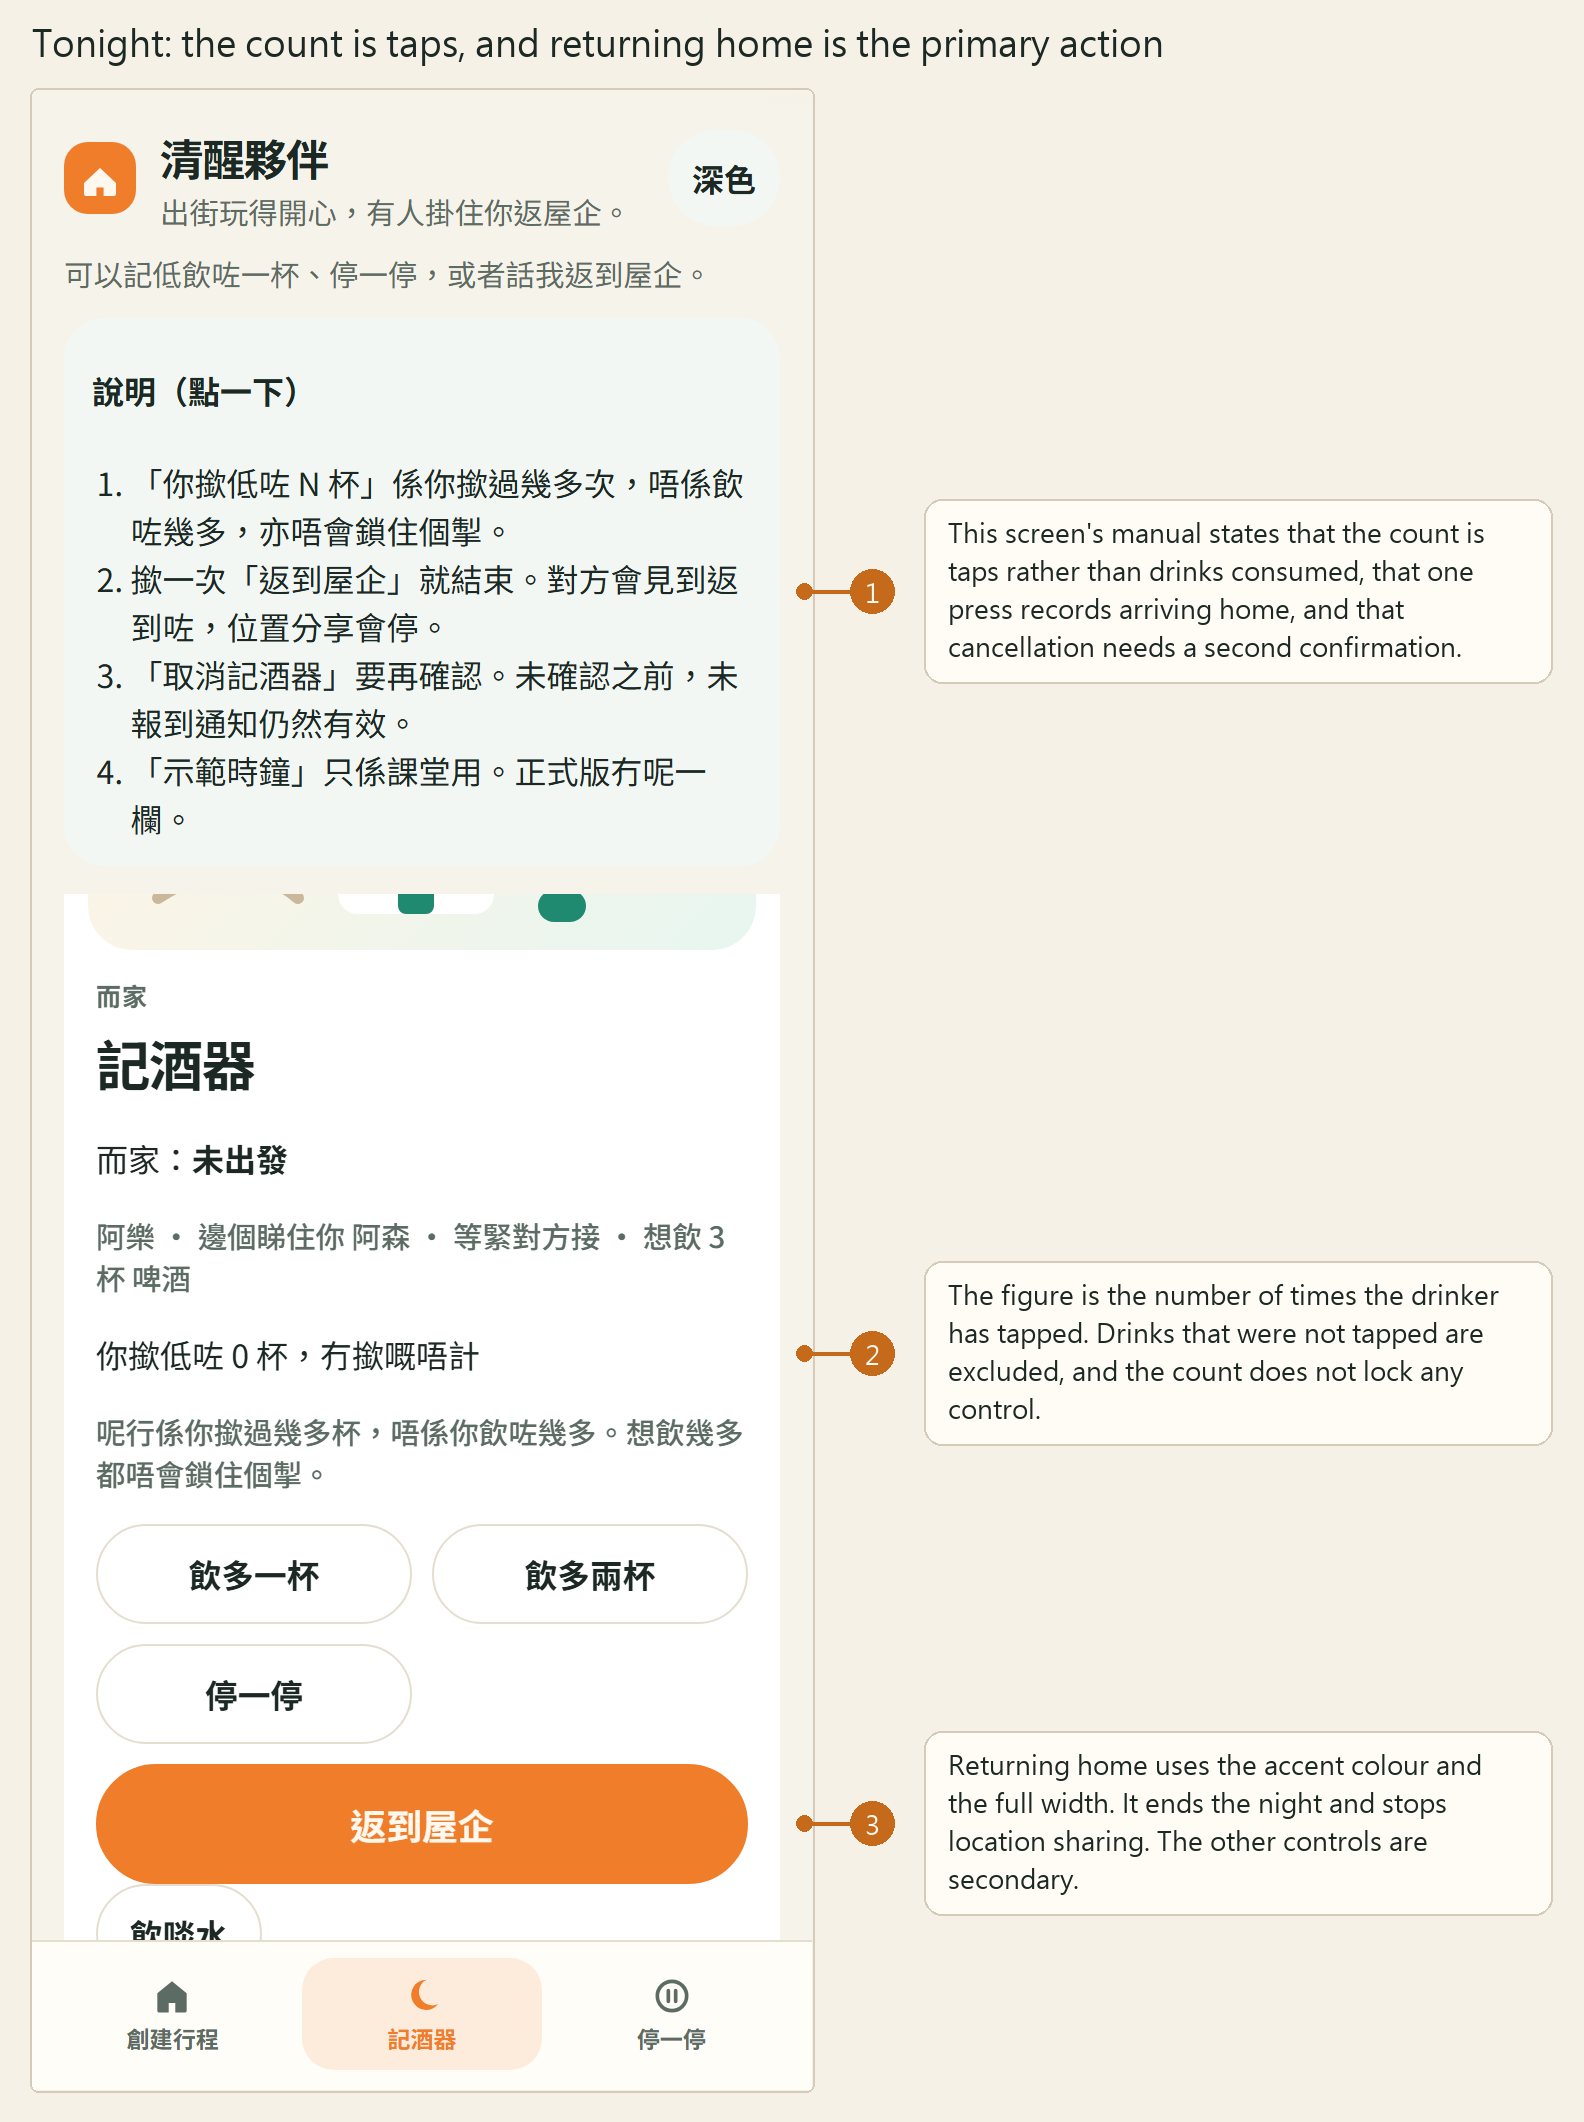 Tonight: the count is taps, and returning home is the primary action
清醒夥伴
出街玩得開心，有人掛住你返屋企。
深色
可以記低飲咗一杯、停一停，或者話我返到屋企。
說明（點一下）
1. 「你撳低咗 N 杯」係你撳過幾多次，唔係飲
咗幾多，亦唔會鎖住個掣。
2. 撳一次「返到屋企」就結束。對方會見到返
到咗，位置分享會停。
3. 「取消記酒器」要再確認。未確認之前，未
報到通知仍然有效。
4. 「示範時鐘」只係課堂用。正式版冇呢一
欄。
1
This screen's manual states that the count is
taps rather than drinks consumed, that one
press records arriving home, and that
cancellation needs a second confirmation.
而家
記酒器
而家：未出發
阿樂 · 邊個睇住你 阿森 · 等緊對方接 · 想飲 3
杯 啤酒
你撳低咗 0 杯，冇撳嘅唔計
呢行係你撳過幾多杯，唔係你飲咗幾多。想飲幾多
都唔會鎖住個掣。
2
The figure is the number of times the drinker
has tapped. Drinks that were not tapped are
excluded, and the count does not lock any
control.
飲多一杯
飲多兩杯
停一停
返到屋企
3
Returning home uses the accent colour and
the full width. It ends the night and stops
location sharing. The other controls are
secondary.
飲啖水
創建行程
記酒器
停一停